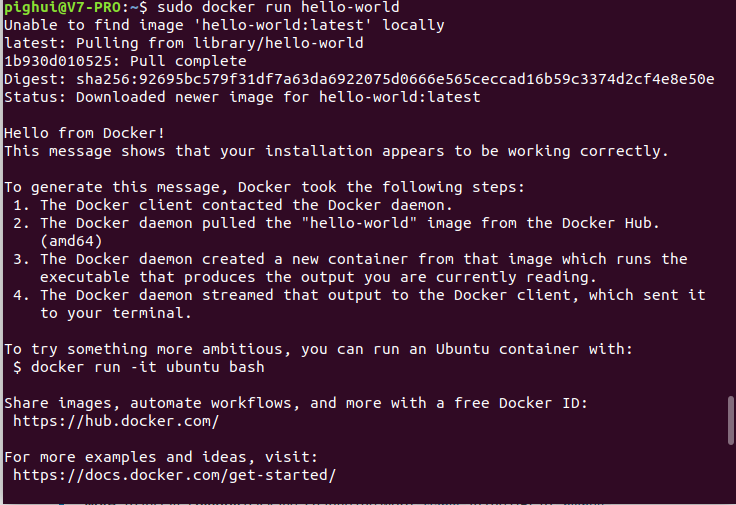 pighui@V7-PRO:~$ sudo docker run hello-world
Unable to find image 'hello-world:latest' locally
latest: Pulling from library/hello-world
1b930d010525: Pull complete
Digest: sha256:92695bc579f31df7a63da6922075d0666e565ceccad16b59c3374d2cf4e8e50e
Status: Downloaded newer image for hello-world:latest

Hello from Docker!
This message shows that your installation appears to be working correctly.

To generate this message, Docker took the following steps:
 1. The Docker client contacted the Docker daemon.
 2. The Docker daemon pulled the "hello-world" image from the Docker Hub.
    (amd64)
 3. The Docker daemon created a new container from that image which runs the
    executable that produces the output you are currently reading.
 4. The Docker daemon streamed that output to the Docker client, which sent it
    to your terminal.

To try something more ambitious, you can run an Ubuntu container with:
 $ docker run -it ubuntu bash

Share images, automate workflows, and more with a free Docker ID:
 https://hub.docker.com/

For more examples and ideas, visit:
 https://docs.docker.com/get-started/